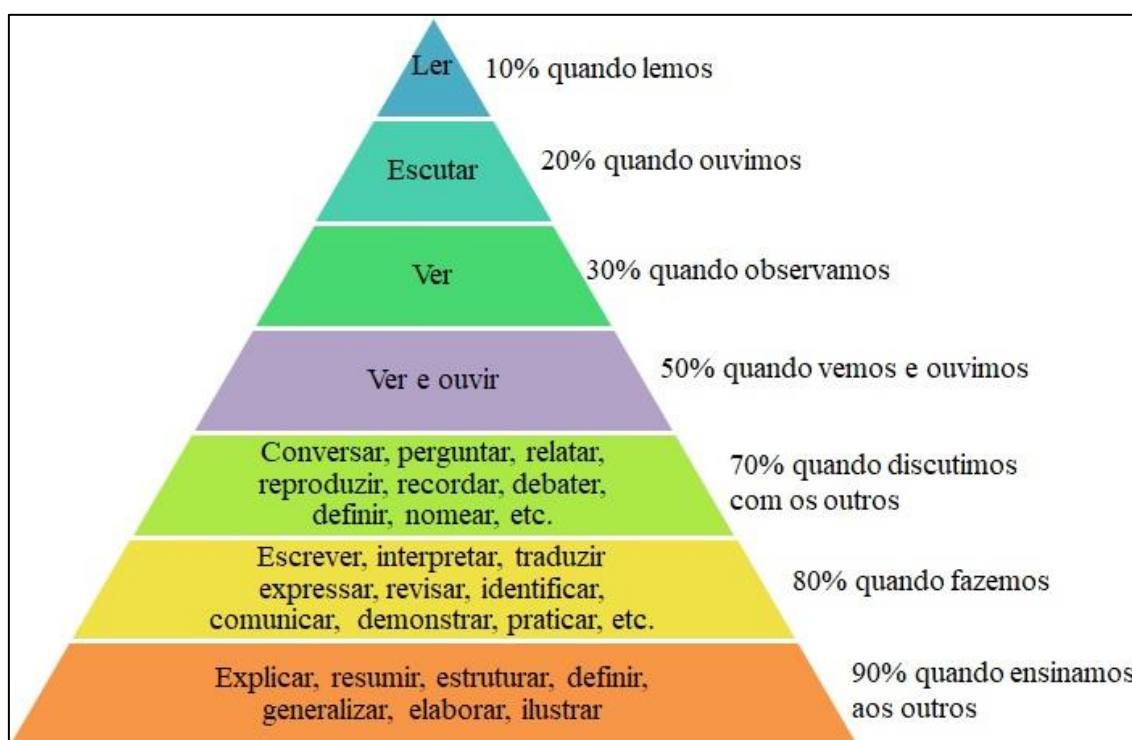 Ler
10% quando lemos
Escutar
20% quando ouvimos
Ver
30% quando observamos
Ver e ouvir
50% quando vemos e ouvimos
Conversar, perguntar, relatar,
reproduzir, recordar, debater,
definir, nomear, etc.
70% quando discutimos
com os outros
Escrever, interpretar, traduzir
expressar, revisar, identificar,
comunicar, demonstrar, praticar, etc.
80% quando fazemos
Explicar, resumir, estruturar, definir,
generalizar, elaborar, ilustrar
90% quando ensinamos
aos outros